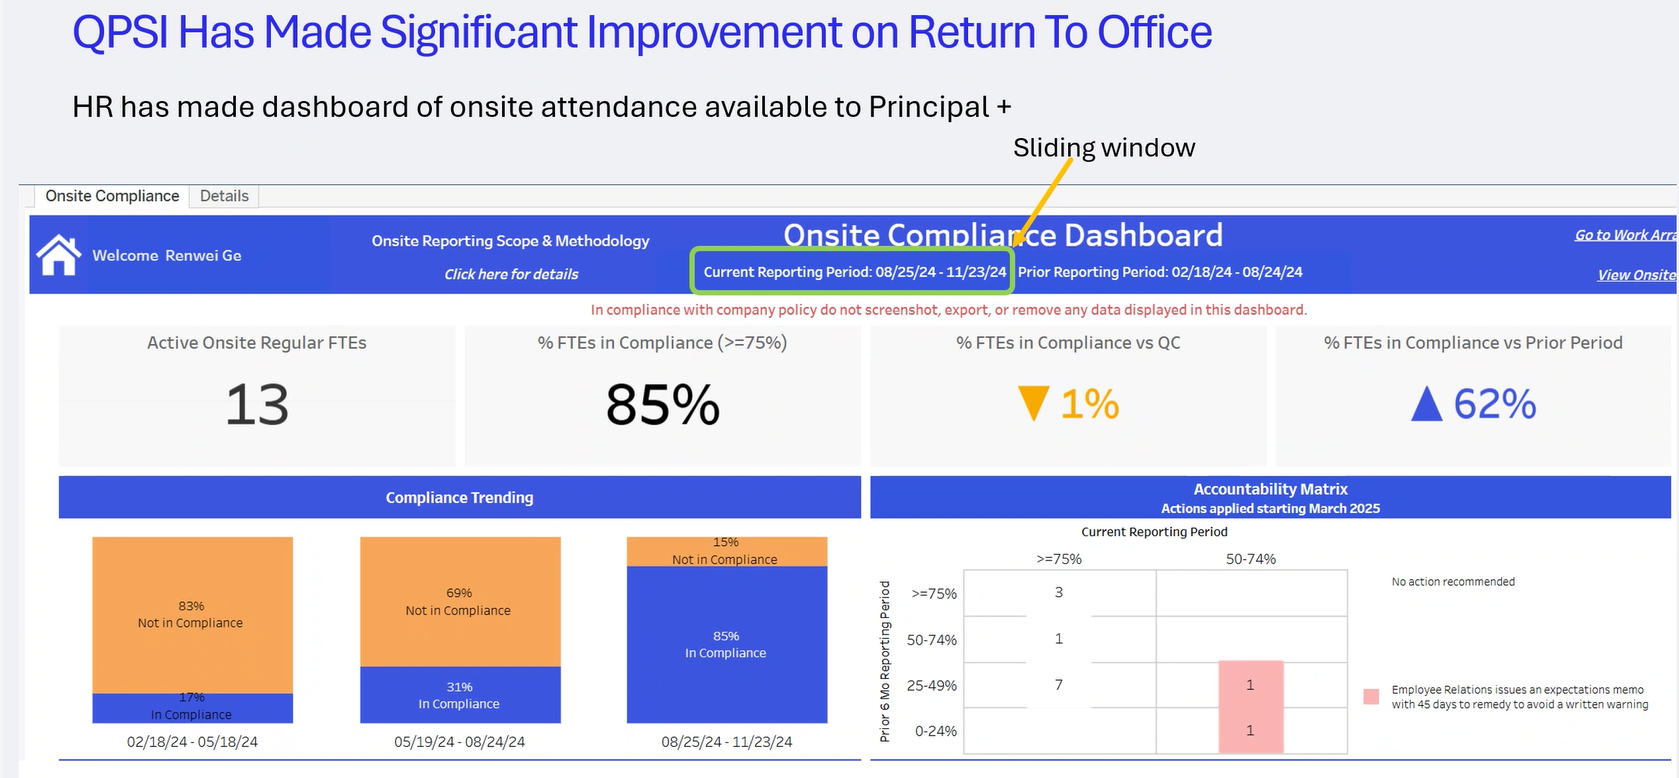 QPSI Has Made Significant Improvement on Return To Office
HR has made dashboard of onsite attendance available to Principal +
Sliding window
Onsite Compliance
Details
Welcome Renwei Ge
Onsite Reporting Scope & Methodology
Click here for details
Onsite Compliance Dashboard
Current Reporting Period: 08/25/24 - 11/23/24
Prior Reporting Period: 02/18/24 - 08/24/24
Go to Work Arra
View Onsite
In compliance with company policy do not screenshot, export, or remove any data displayed in this dashboard.
Active Onsite Regular FTEs
13
% FTEs in Compliance (>=75%)
85%
% FTEs in Compliance vs QC
▼ 1%
% FTEs in Compliance vs Prior Period
▲ 62%
Compliance Trending
83%
Not in Compliance
17%
In Compliance
02/18/24 - 05/18/24
69%
Not in Compliance
31%
In Compliance
05/19/24 - 08/24/24
15%
Not in Compliance
85%
In Compliance
08/25/24 - 11/23/24
Accountability Matrix
Actions applied starting March 2025
Current Reporting Period
>=75%
50-74%
Prior 6 Mo Reporting Period
>=75%
3
50-74%
1
25-49%
7
1
0-24%
1
No action recommended
Employee Relations issues an expectations memo
with 45 days to remedy to avoid a written warning